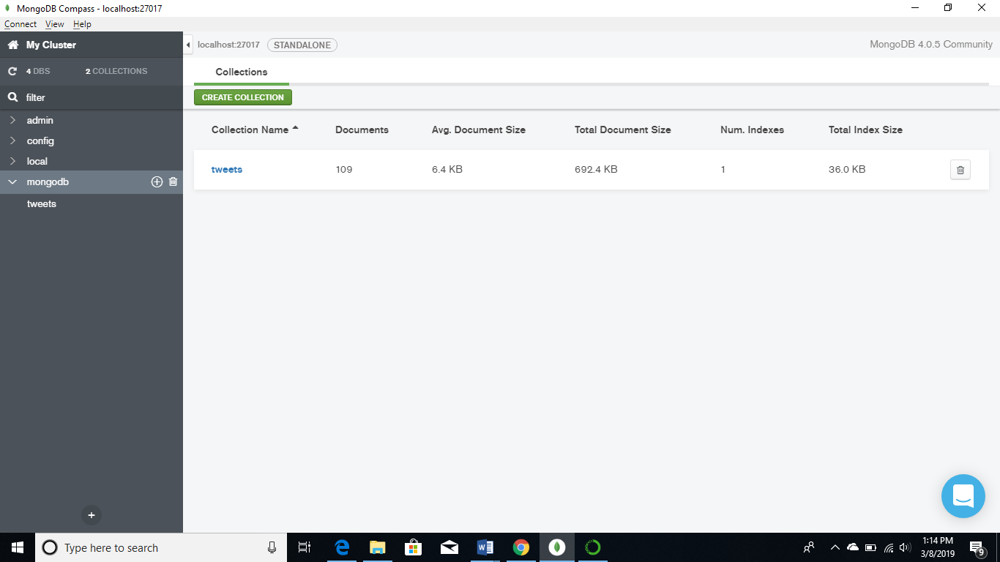 MongoDB Compass - localhost:27017
Connect View Help
My Cluster
localhost:27017 STANDALONE
MongoDB 4.0.5 Community
4 DBS 2 COLLECTIONS
filter
admin
config
local
mongodb
tweets
Collections
CREATE COLLECTION
Collection Name Documents Avg. Document Size Total Document Size Num. Indexes Total Index Size
tweets 109 6.4 KB 692.4 KB 1 36.0 KB
+
Type here to search
1:14 PM
3/8/2019
9